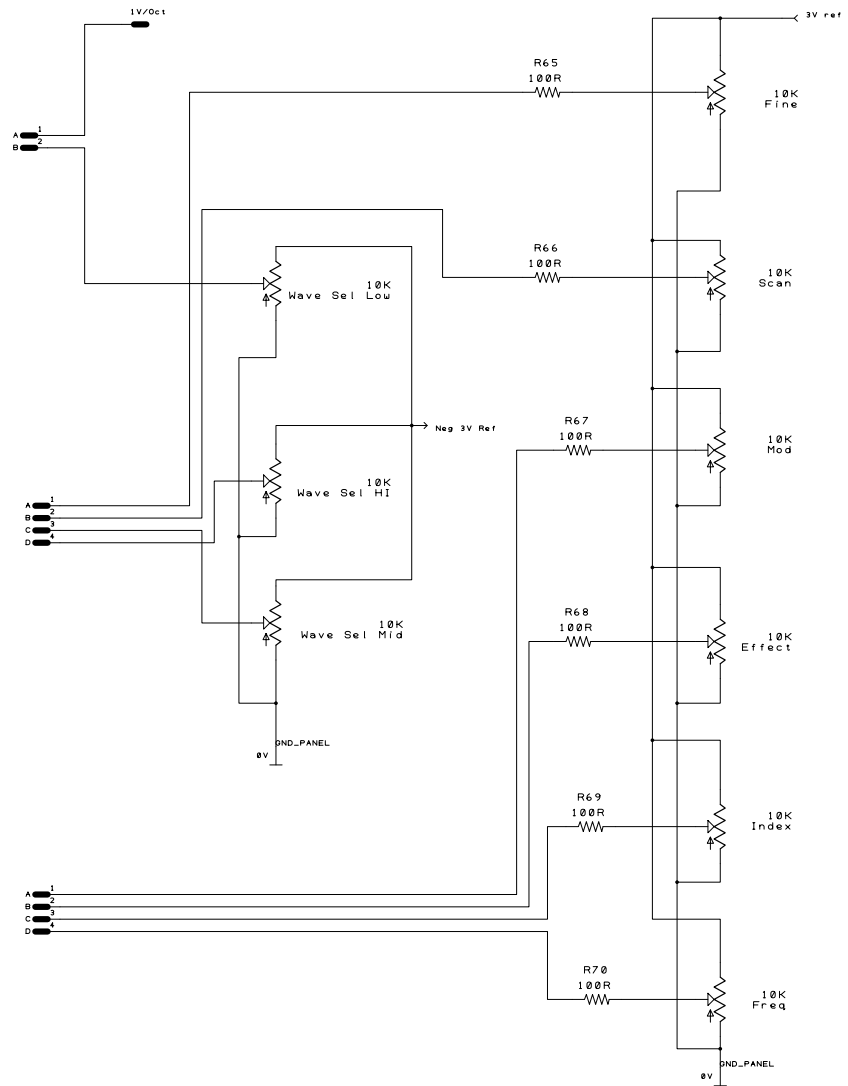 1V/Oct
3V ref
R65
100R
10K
Fine
A 1
B 2
R66
100R
10K
Scan
10K
Wave Sel Low
R67
100R
10K
Mod
Neg 3V Ref
10K
Wave Sel HI
A 1
B 2
C 3
D 4
R68
100R
10K
Effect
10K
Wave Sel Mid
GND_PANEL
0V
R69
100R
10K
Index
A 1
B 2
C 3
D 4
R70
100R
10K
Freq
GND_PANEL
0V